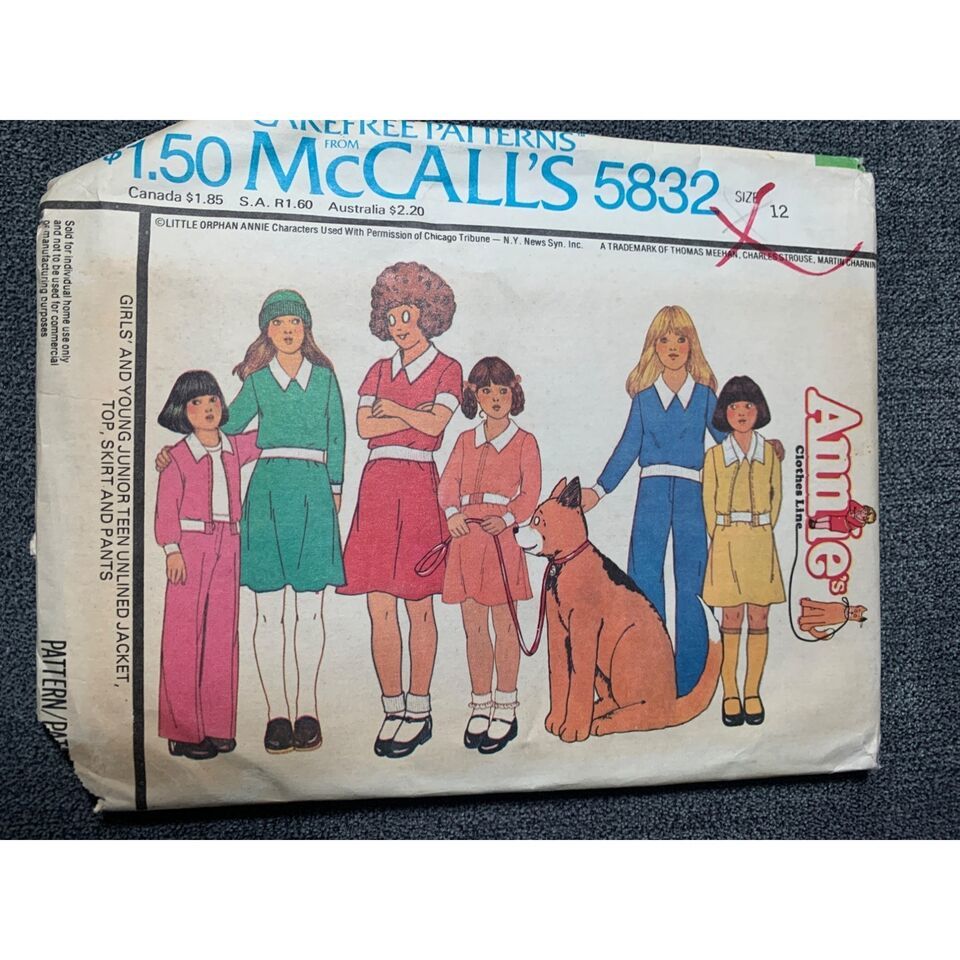 CAREFREE PATTERNS™
FROM
$1.50 McCALL'S 5832 SIZE 12
Canada $1.85 S.A. R1.60 Australia $2.20
©LITTLE ORPHAN ANNIE Characters Used With Permission of Chicago Tribune — N.Y. News Syn. Inc. A TRADEMARK OF THOMAS MEEHAN, CHARLES STROUSE, MARTIN CHARNIN
Sold for individual home use only
and not to be used for commercial
or manufacturing purposes
GIRLS' AND YOUNG JUNIOR TEEN UNLINED JACKET,
TOP, SKIRT AND PANTS
PATTERN/PAT
Annie's
Clothes Line